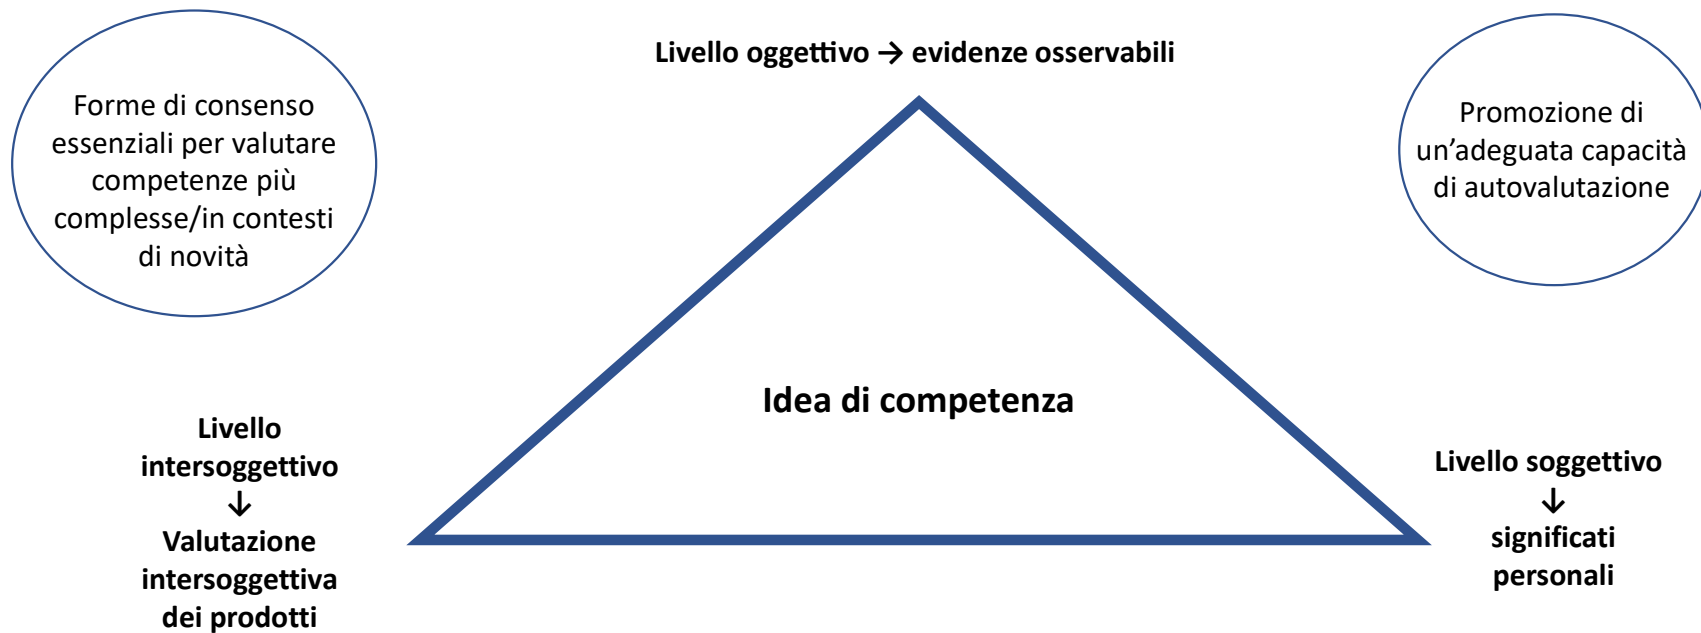 Livello oggettivo → evidenze osservabili
Forme di consenso
essenziali per valutare
competenze più
complesse/in contesti
di novità
Promozione di
un’adeguata capacità
di autovalutazione
Idea di competenza
Livello
intersoggettivo
↓
Valutazione
intersoggettiva
dei prodotti
Livello soggettivo
↓
significati
personali